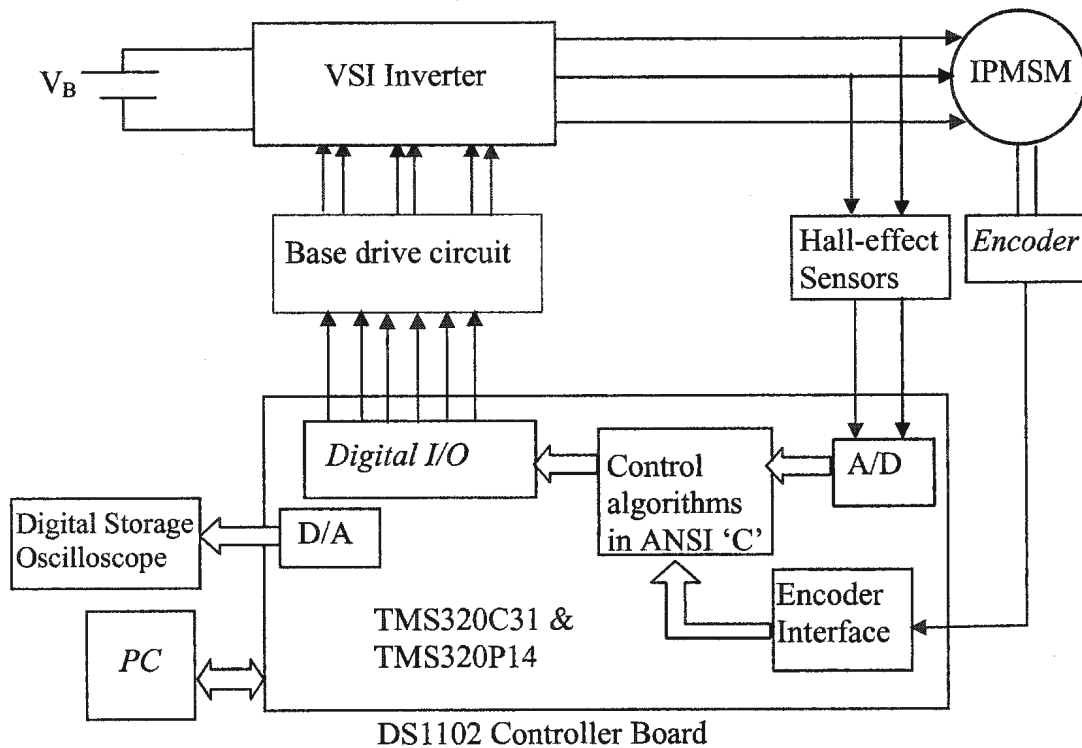 VSI Inverter
IPMSM
V_B
Base drive circuit
Hall-effect
Sensors
Encoder
Digital I/O
Control
algorithms
in ANSI ‘C’
A/D
Digital Storage
Oscilloscope
D/A
Encoder
Interface
TMS320C31 &
TMS320P14
PC
DS1102 Controller Board